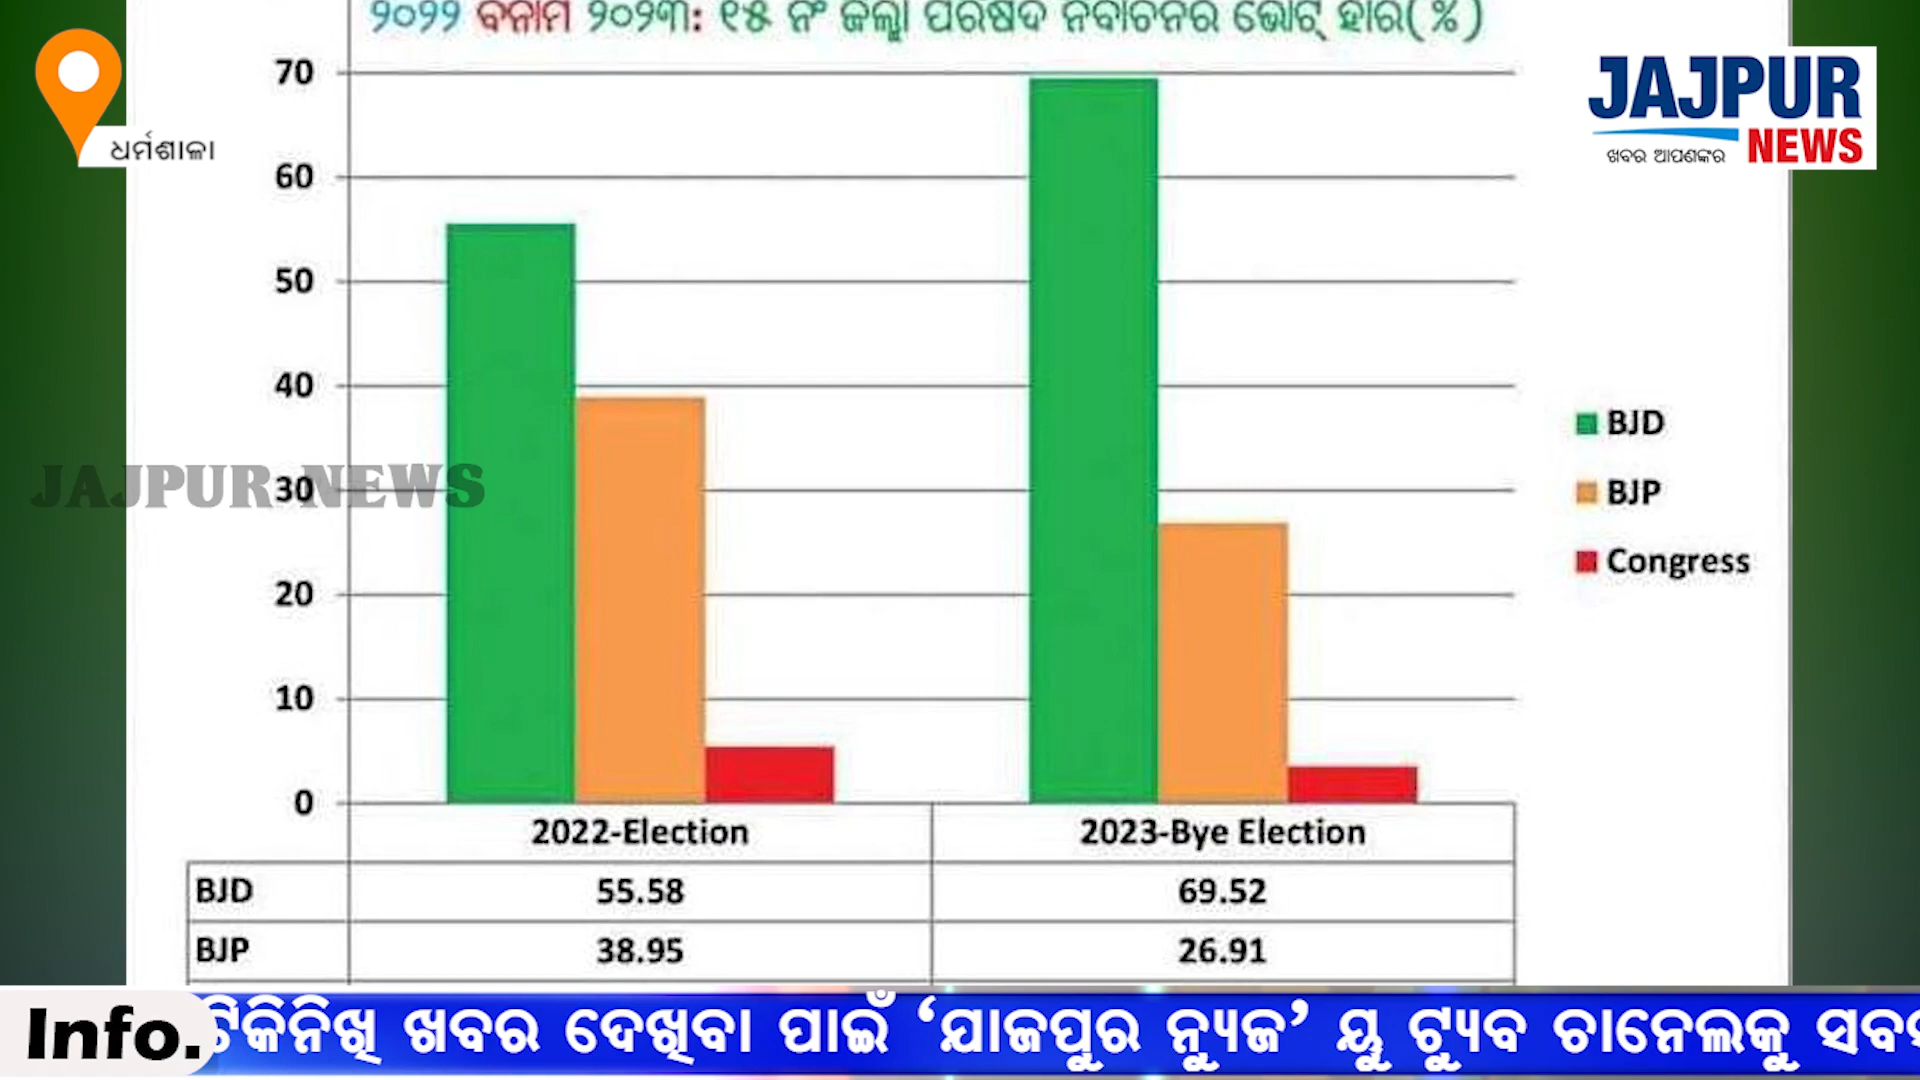 ୨୦୨୨ ବନାମ ୨୦୨୩: ୧୫ ନଂ ଜିଲ୍ଲା ପରିଷଦ ନିର୍ବାଚନର ଭୋଟ୍ ହାର(%)
ଧର୍ମଶାଳା
JAJPUR
ଖବର ଆପଣଙ୍କର NEWS
70
60
50
40
30
20
10
0
JAJPUR NEWS
BJD
BJP
Congress
2022-Election 2023-Bye Election
BJD 55.58 69.52
BJP 38.95 26.91
Info. ଟିକିନିଖି ଖବର ଦେଖିବା ପାଇଁ ‘ଯାଜପୁର ନ୍ୟୁଜ’ ୟୁ ଟ୍ୟୁବ ଚାନେଲକୁ